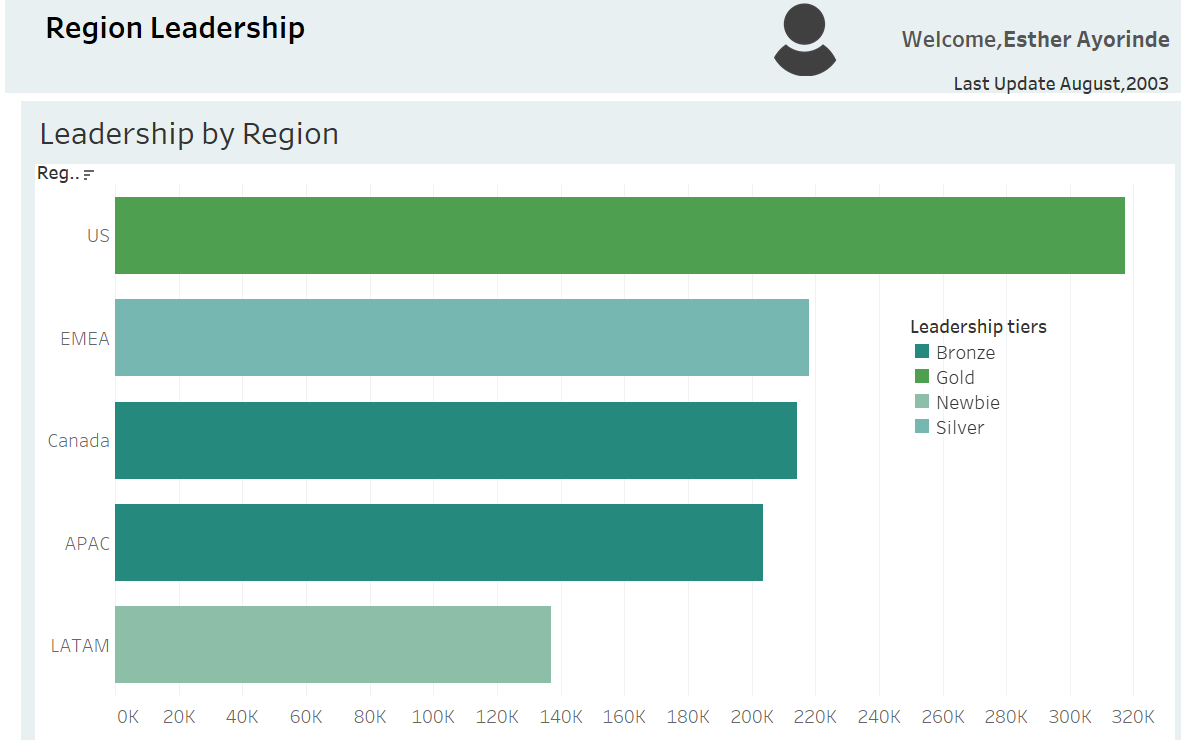 Region Leadership
Welcome,Esther Ayorinde
Last Update August,2003
Leadership by Region
Reg..
US
EMEA
Canada
APAC
LATAM
Leadership tiers
Bronze
Gold
Newbie
Silver
0K 20K 40K 60K 80K 100K 120K 140K 160K 180K 200K 220K 240K 260K 280K 300K 320K